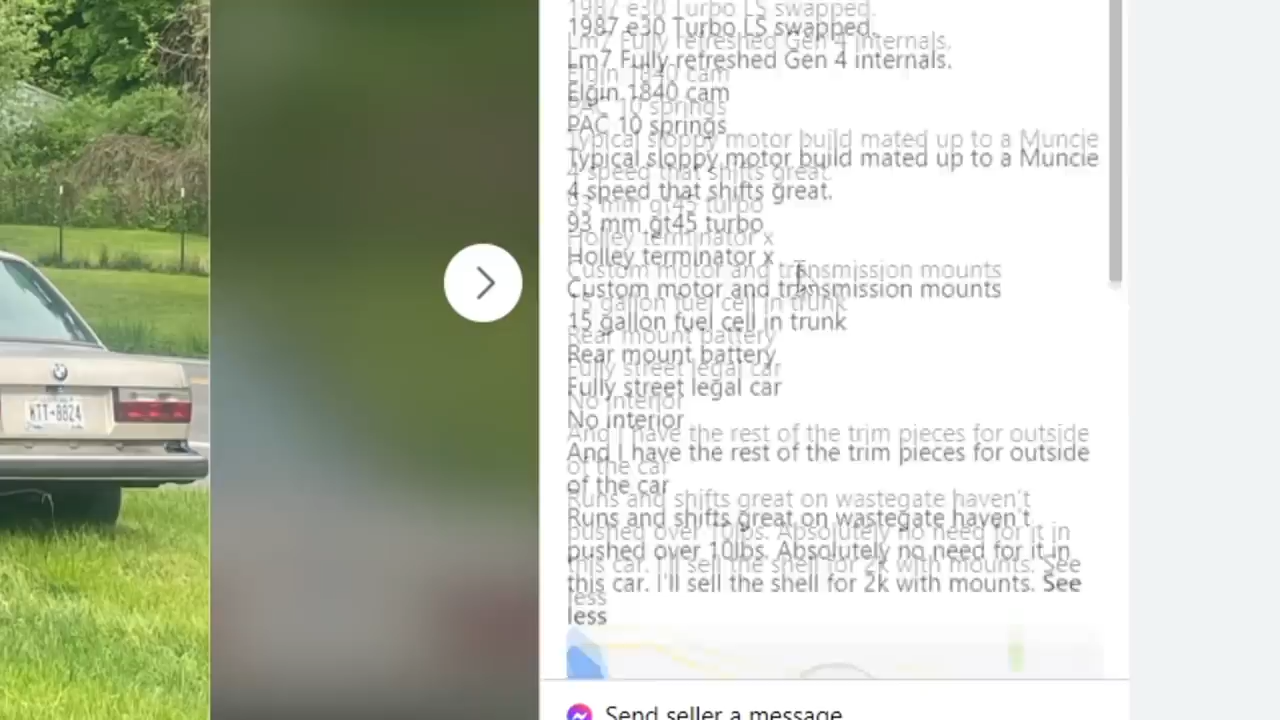 1987 e30 Turbo LS swapped.
Lm7 Fully refreshed Gen 4 internals.
Elgin 1840 cam
PAC 10 springs
Typical sloppy motor build mated up to a Muncie
4 speed that shifts great.
93 mm gt45 turbo
Holley terminator x
Custom motor and transmission mounts
15 gallon fuel cell in trunk
Rear mount battery
Fully street legal car
No interior
And I have the rest of the trim pieces for outside
of the car
Runs and shifts great on wastegate haven't
pushed over 10lbs. Absolutely no need for it in
this car. I'll sell the shell for 2k with mounts. See
less
Send seller a message